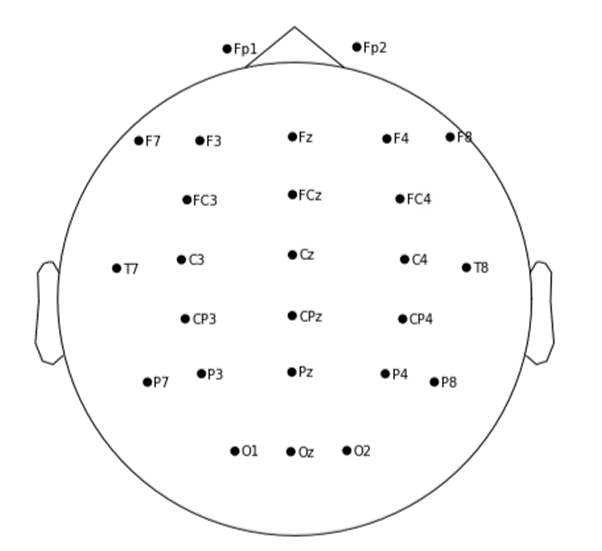 Fp1 Fp2
F7 F3 Fz F4 F8
FC3 FCz FC4
T7 C3 Cz C4 T8
CP3 CPz CP4
P7 P3 Pz P4 P8
O1 Oz O2